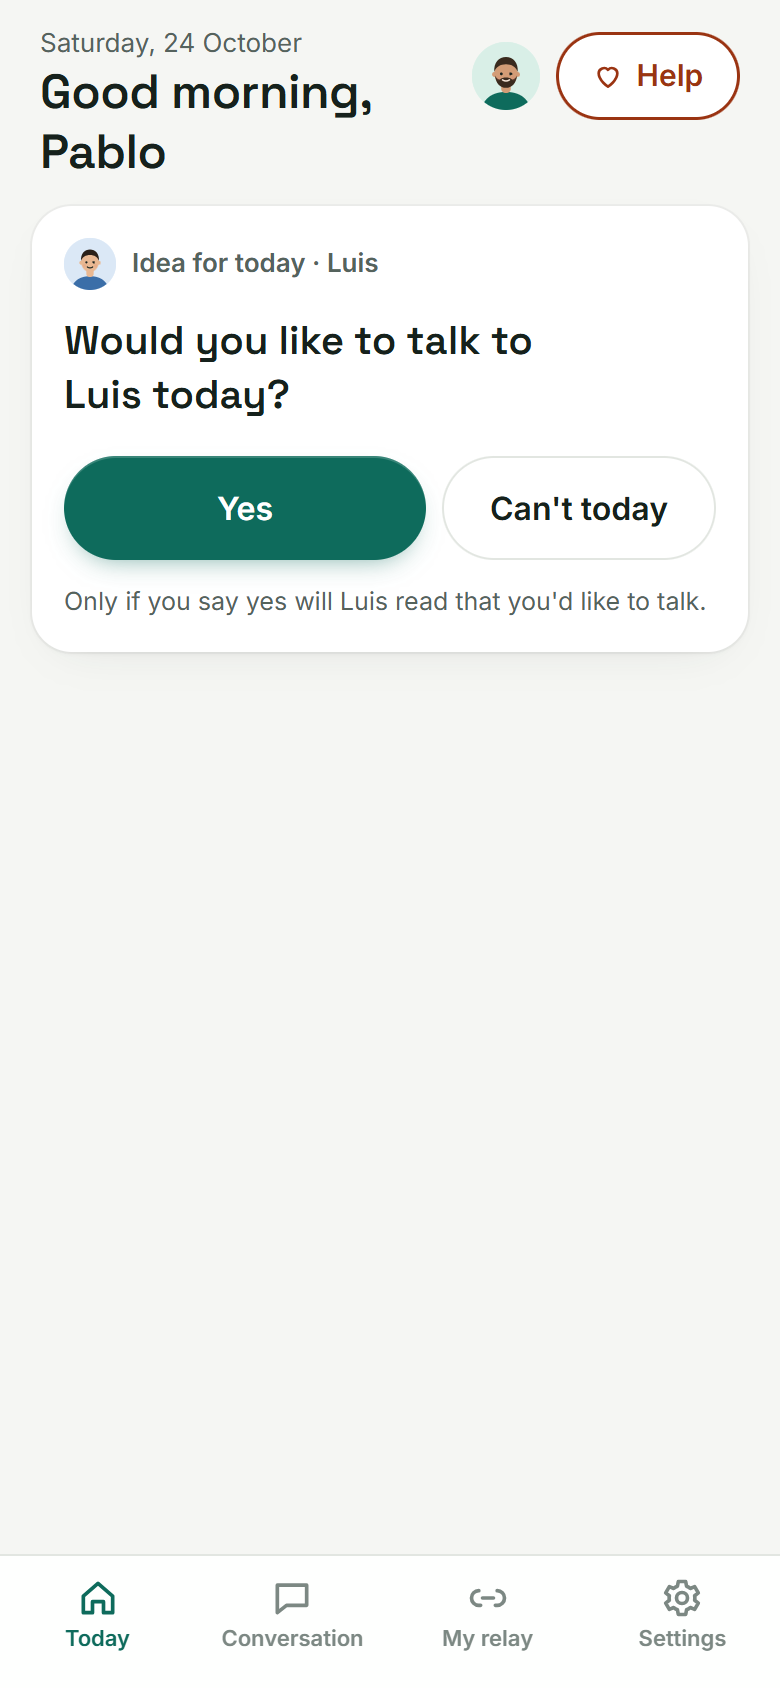 Saturday, 24 October
Good morning,
Pablo
Help
Idea for today · Luis
Would you like to talk to
Luis today?
Yes
Can't today
Only if you say yes will Luis read that you'd like to talk.
Today
Conversation
My relay
Settings